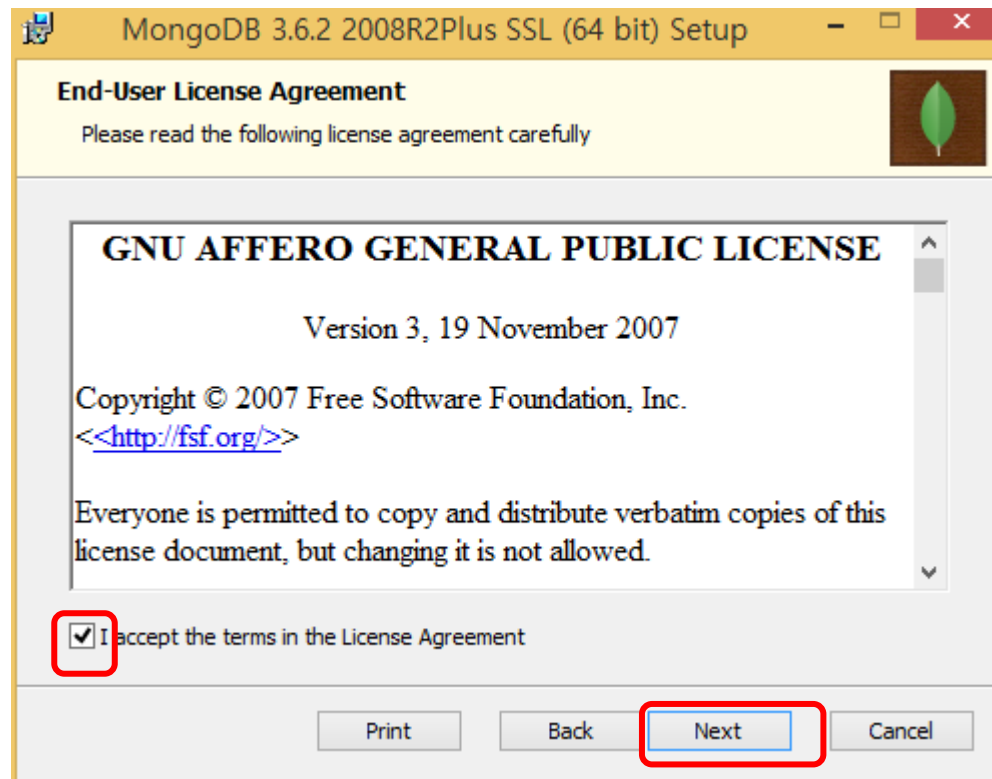 MongoDB 3.6.2 2008R2Plus SSL (64 bit) Setup
End-User License Agreement
Please read the following license agreement carefully
GNU AFFERO GENERAL PUBLIC LICENSE
Version 3, 19 November 2007
Copyright © 2007 Free Software Foundation, Inc.
<<http://fsf.org/>>
Everyone is permitted to copy and distribute verbatim copies of this
license document, but changing it is not allowed.
I accept the terms in the License Agreement
Print Back Next Cancel